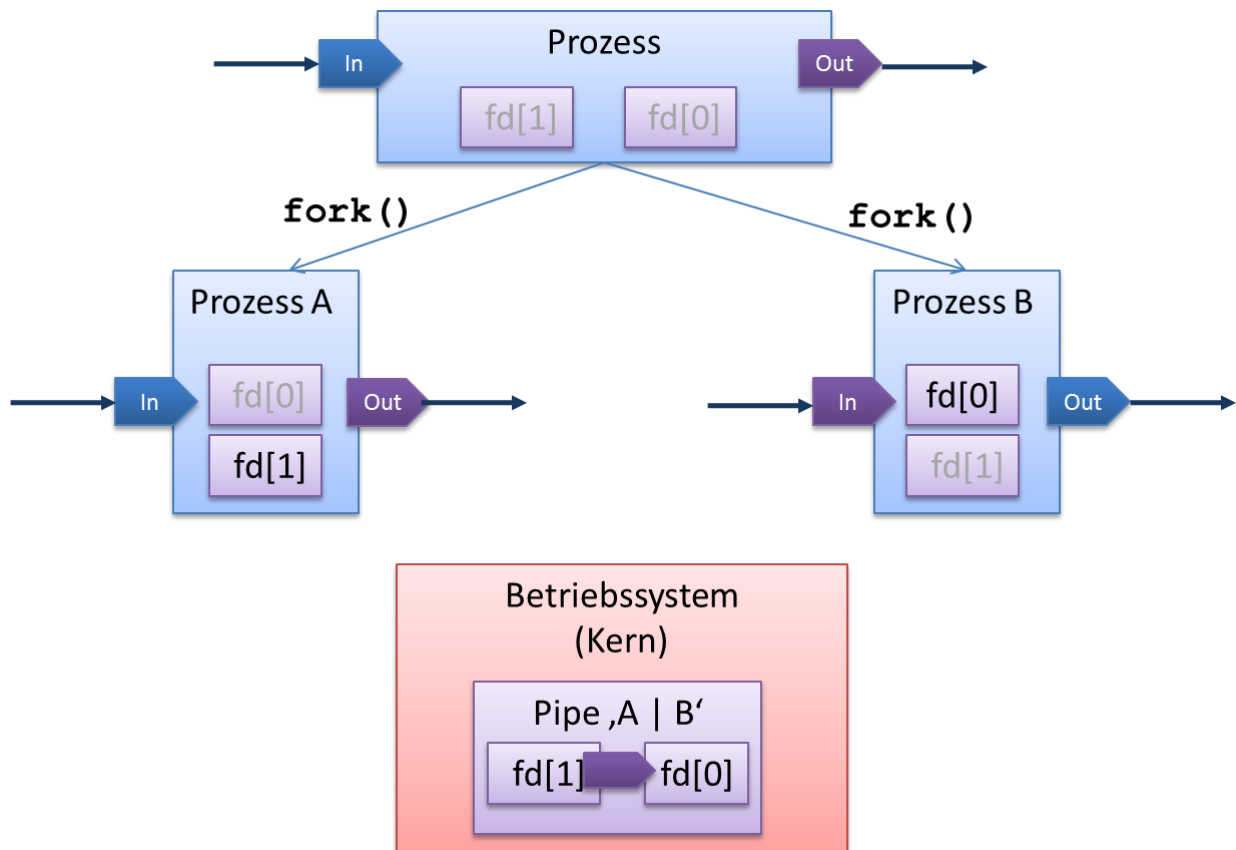 Prozess
In
Out
fd[1]
fd[0]
fork()
fork()
Prozess A
In
fd[0]
Out
fd[1]
Prozess B
In
fd[0]
Out
fd[1]
Betriebssystem
(Kern)
Pipe ‚A | B‘
fd[1]
fd[0]